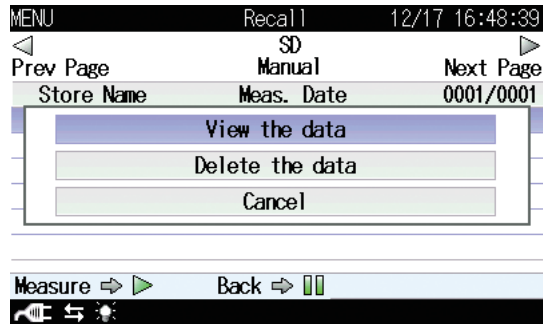 MENU Recall 12/17 16:48:39
SD
Prev Page Manual Next Page
Store Name Meas. Date 0001/0001
View the data
Delete the data
Cancel
Measure ⇨ ▷ Back ⇨